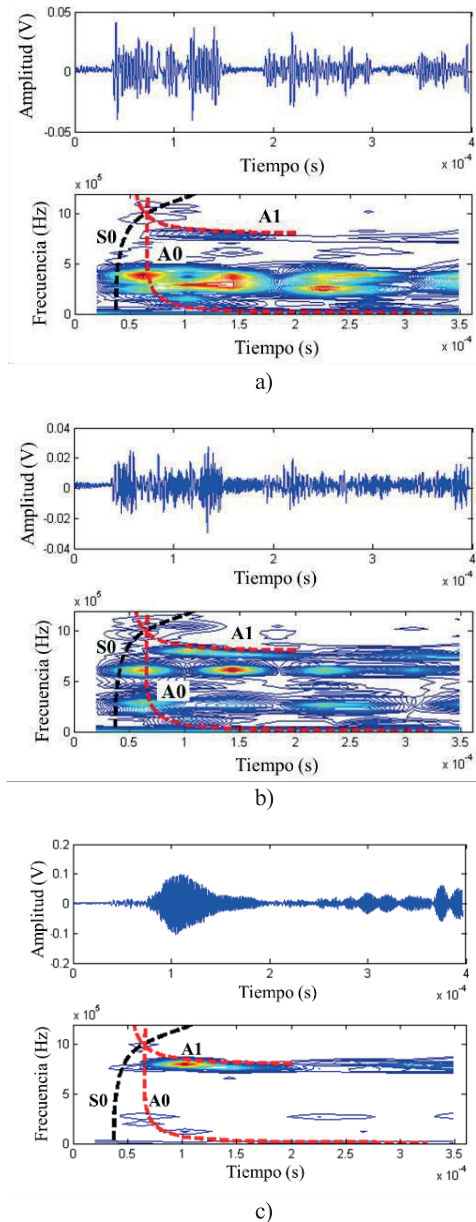 Amplitud (V)
0.05
0
-0.05
0 1 2 3 4
Tiempo (s)
× 10⁻⁴
× 10⁵
Frecuencia (Hz)
10
5
0
S0
A0
A1
0 0.5 1 1.5 2 2.5 3 3.5
Tiempo (s)
× 10⁻⁴
a)
Amplitud (V)
0.04
0.02
0
-0.02
-0.04
0 1 2 3 4
Tiempo (s)
× 10⁻⁴
× 10⁵
Frecuencia (Hz)
10
5
0
S0
A1
A0
0 0.5 1 1.5 2 2.5 3 3.5
Tiempo (s)
× 10⁻⁴
b)
Amplitud (V)
0.2
0.1
0
-0.1
-0.2
0 1 2 3 4
Tiempo (s)
× 10⁻⁴
× 10⁵
Frecuencia (Hz)
10
5
0
A1
S0
A0
0 0.5 1 1.5 2 2.5 3 3.5
Tiempo (s)
× 10⁻⁴
c)